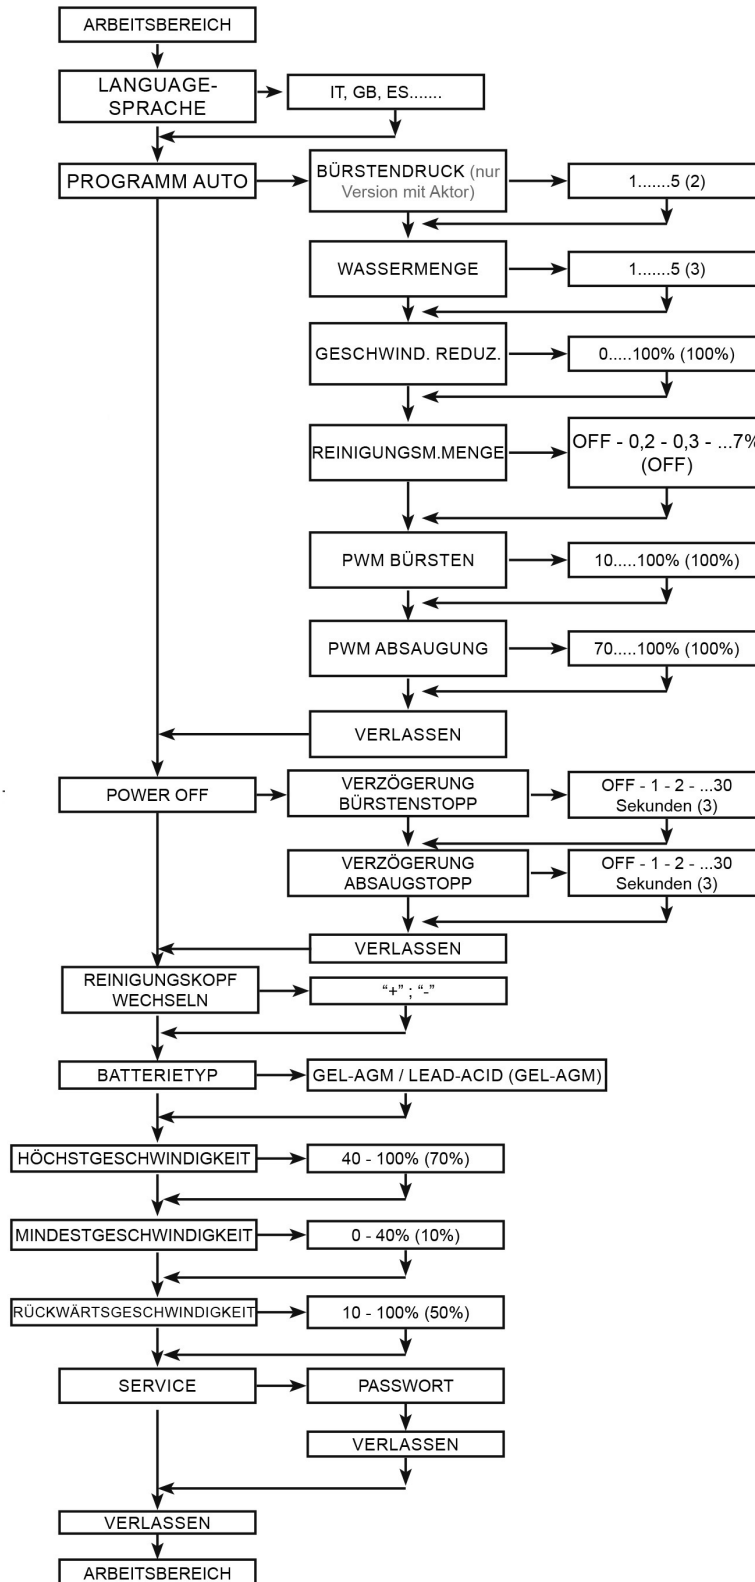 ARBEITSBEREICH
LANGUAGE-
SPRACHE
IT, GB, ES.......
PROGRAMM AUTO
BÜRSTENDRUCK (nur
Version mit Aktor)
1.......5 (2)
WASSERMENGE
1.......5 (3)
GESCHWIND. REDUZ.
0.....100% (100%)
REINIGUNGSM.MENGE
OFF - 0,2 - 0,3 - ...7%
(OFF)
PWM BÜRSTEN
10.....100% (100%)
PWM ABSAUGUNG
70.....100% (100%)
VERLASSEN
POWER OFF
VERZÖGERUNG
BÜRSTENSTOPP
OFF - 1 - 2 - ...30
Sekunden (3)
VERZÖGERUNG
ABSAUGSTOPP
OFF - 1 - 2 - ...30
Sekunden (3)
VERLASSEN
REINIGUNGSKOPF
WECHSELN
“+” ; “-”
BATTERIETYP
GEL-AGM / LEAD-ACID (GEL-AGM)
HÖCHSTGESCHWINDIGKEIT
40 - 100% (70%)
MINDESTGESCHWINDIGKEIT
0 - 40% (10%)
RÜCKWÄRTSGESCHWINDIGKEIT
10 - 100% (50%)
SERVICE
PASSWORT
VERLASSEN
VERLASSEN
ARBEITSBEREICH